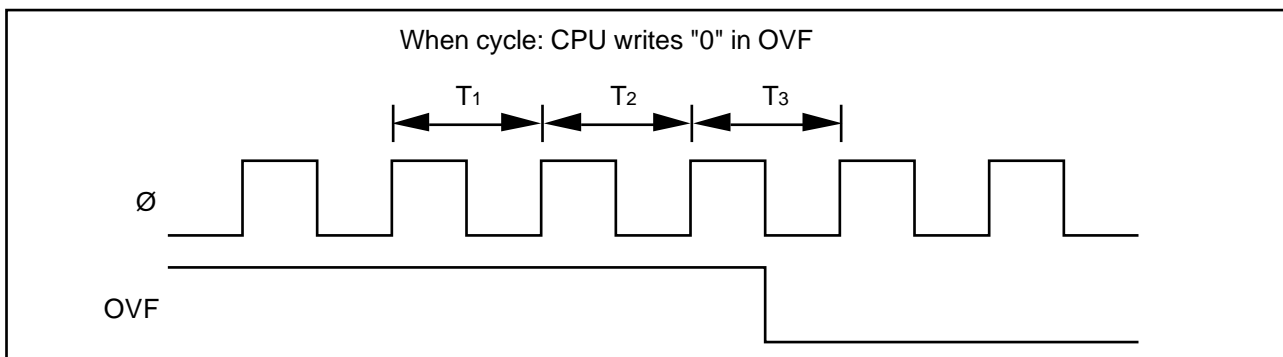 When cycle: CPU writes "0" in OVF
T1 T2 T3
Ø
OVF